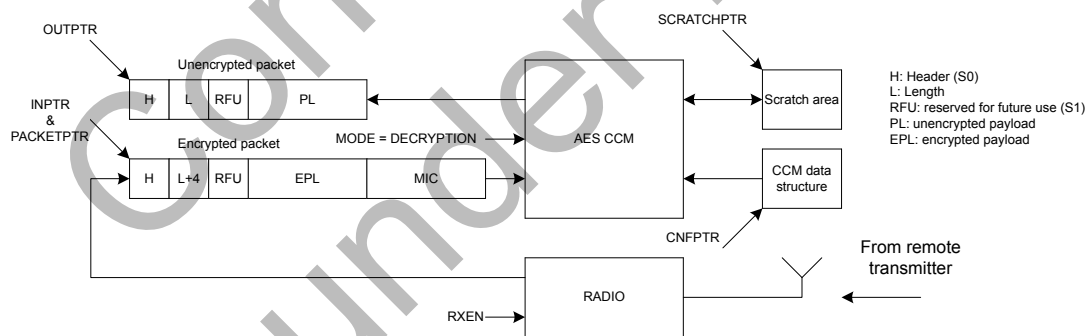 SCRATCHPTR
OUTPTR
Unencrypted packet
H L RFU PL
INPTR
&
PACKETPTR
MODE = DECRYPTION
AES CCM
Scratch area
H: Header (S0)
L: Length
RFU: reserved for future use (S1)
PL: unencrypted payload
EPL: encrypted payload
Encrypted packet
H L+4 RFU EPL MIC
CCM data
structure
CNFPTR
From remote
transmitter
RADIO
RXEN